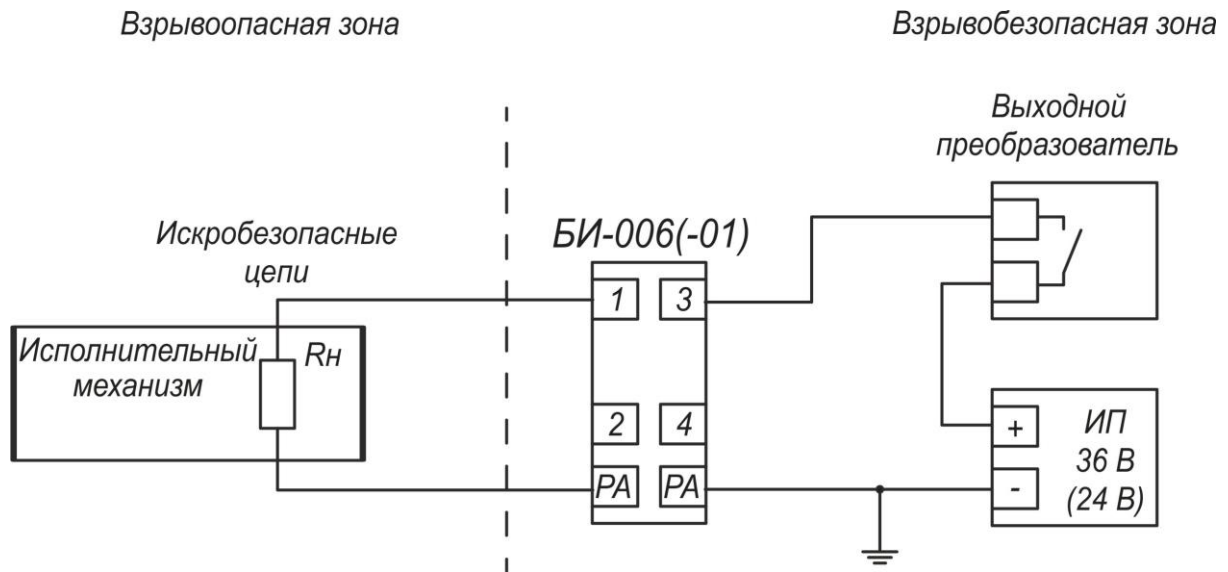 Взрывоопасная зона
Взрывобезопасная зона
Выходной
преобразователь
Искробезопасные
цепи
БИ-006(-01)
1
3
Исполнительный
механизм
Rн
2
4
PA
PA
+
-
ИП
36 В
(24 В)